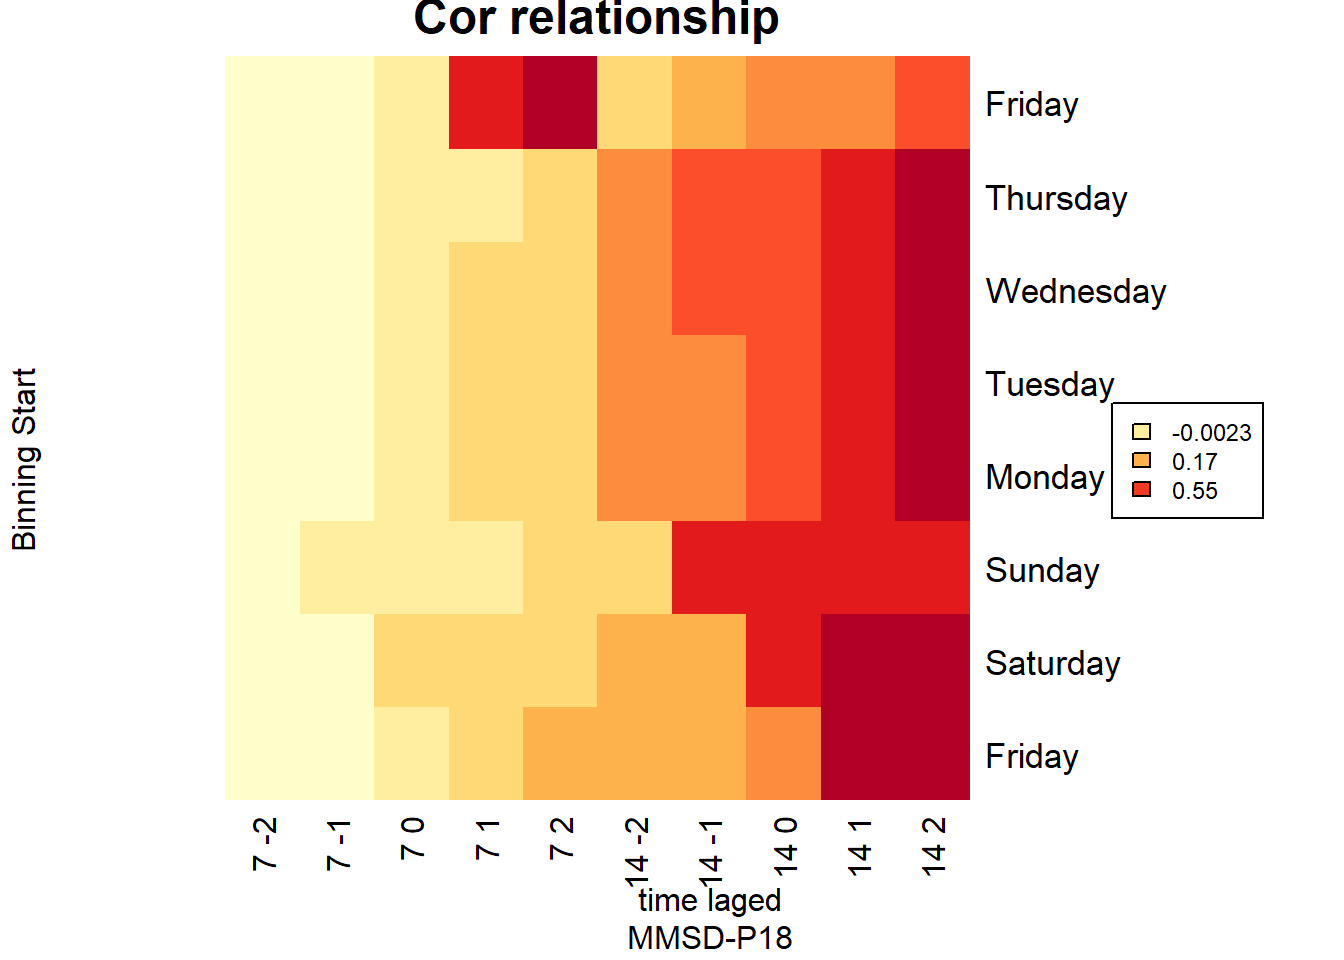 Cor relationship
Friday
Thursday
Wednesday
Tuesday
Monday
Sunday
Saturday
Friday
Binning Start
-0.0023
0.17
0.55
7 -2
7 -1
7 0
7 1
7 2
14 -2
14 -1
14 0
14 1
14 2
time laged
MMSD-P18